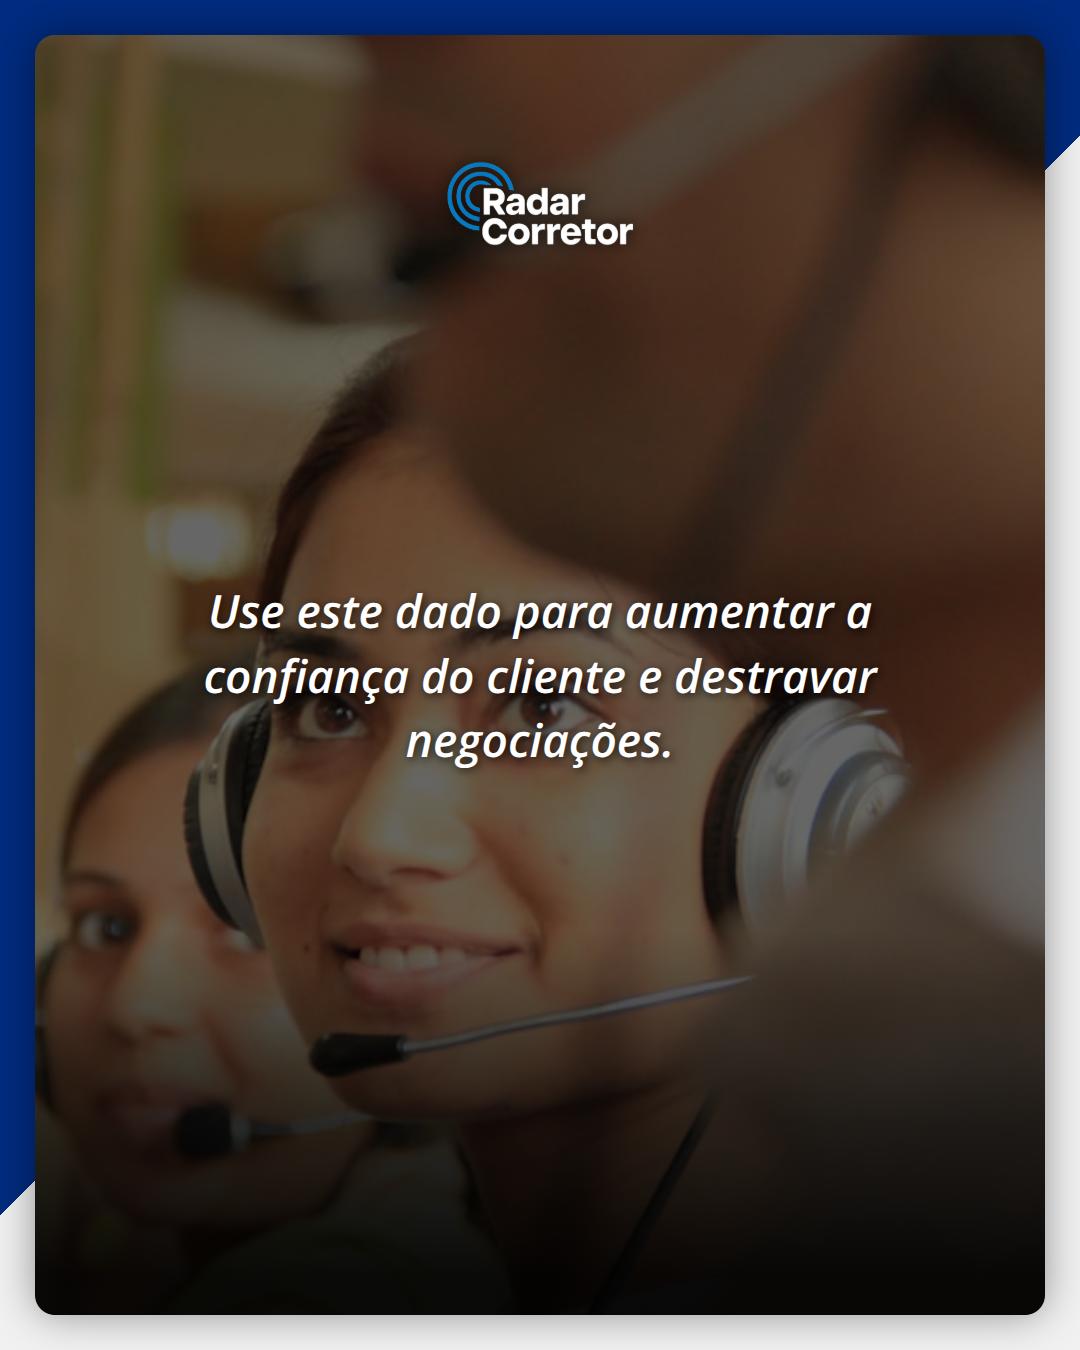 Radar
Corretor
Use este dado para aumentar a
confiança do cliente e destravar
negociações.